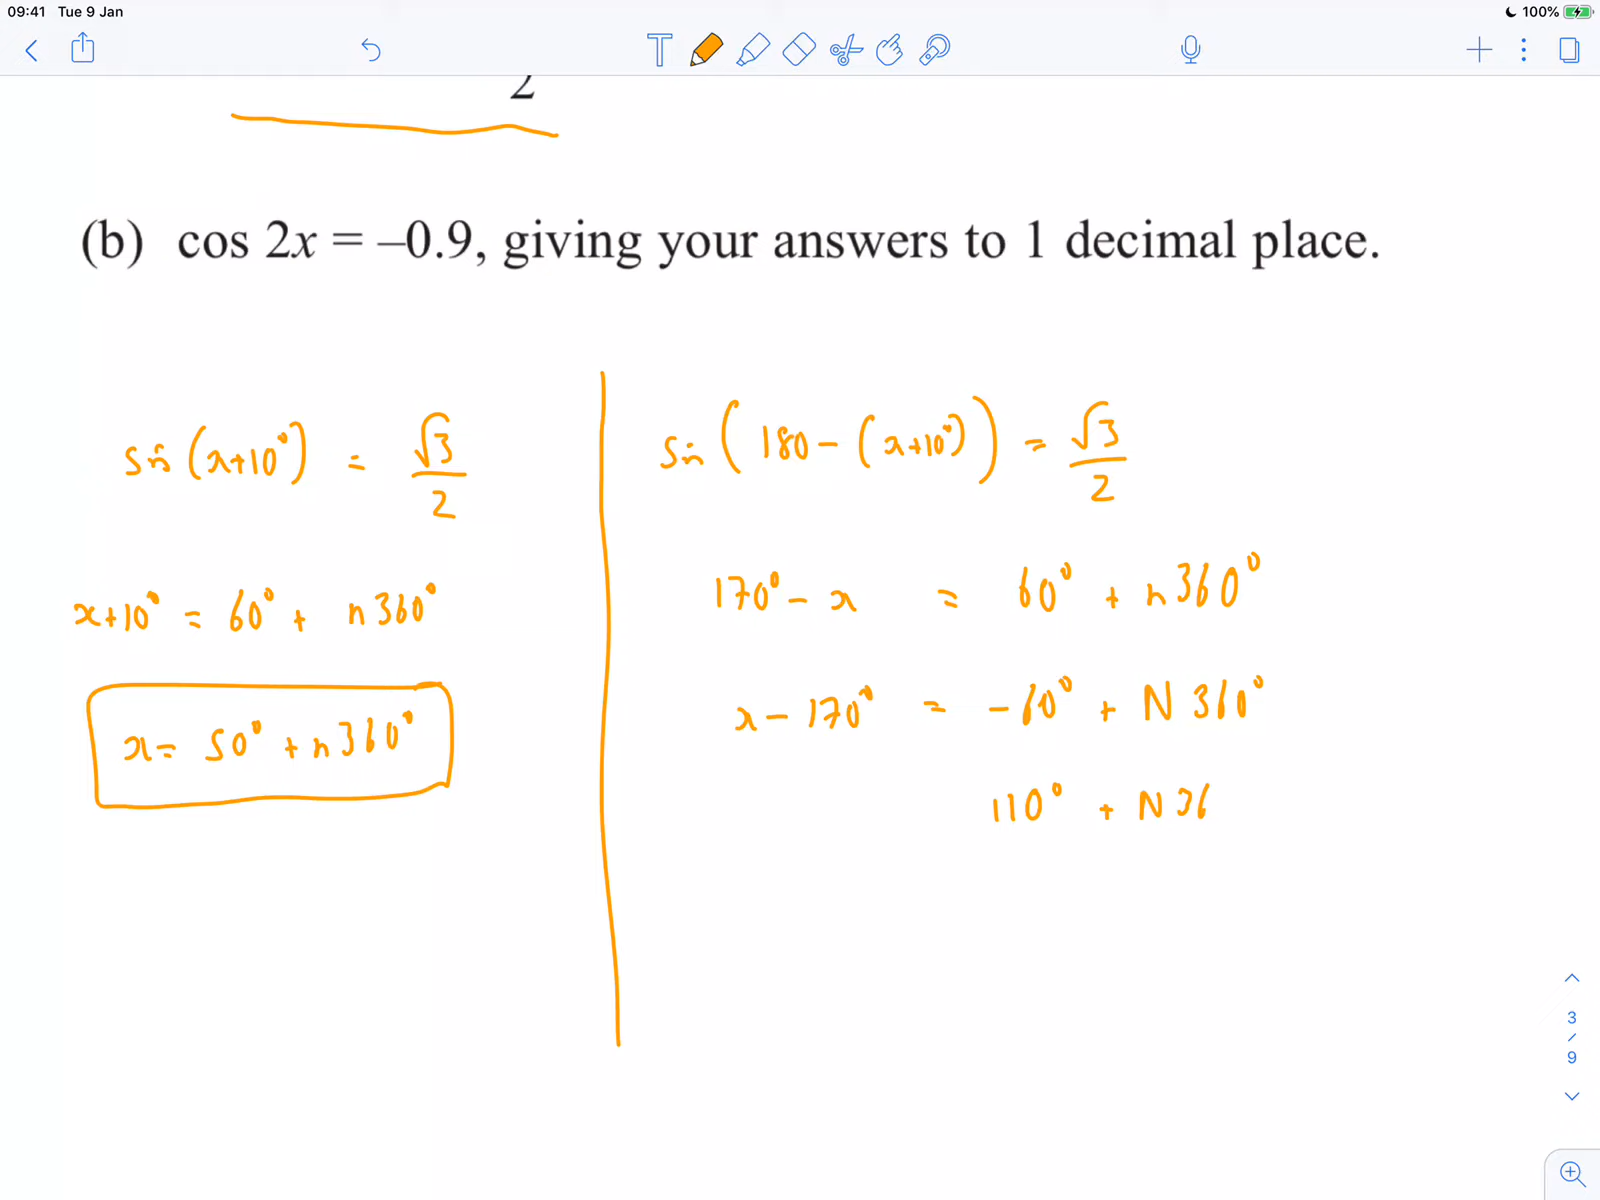 09:41 Tue 9 Jan 100%
T
2
(b) cos 2x = –0.9, giving your answers to 1 decimal place.
sin (x+10°) = √3/2
x+10° = 60° + n360°
x = 50° + n360°
sin (180 – (x+10°)) = √3/2
170° – x = 60° + n360°
x – 170° = –60° + N360°
110° + N36
3
/
9